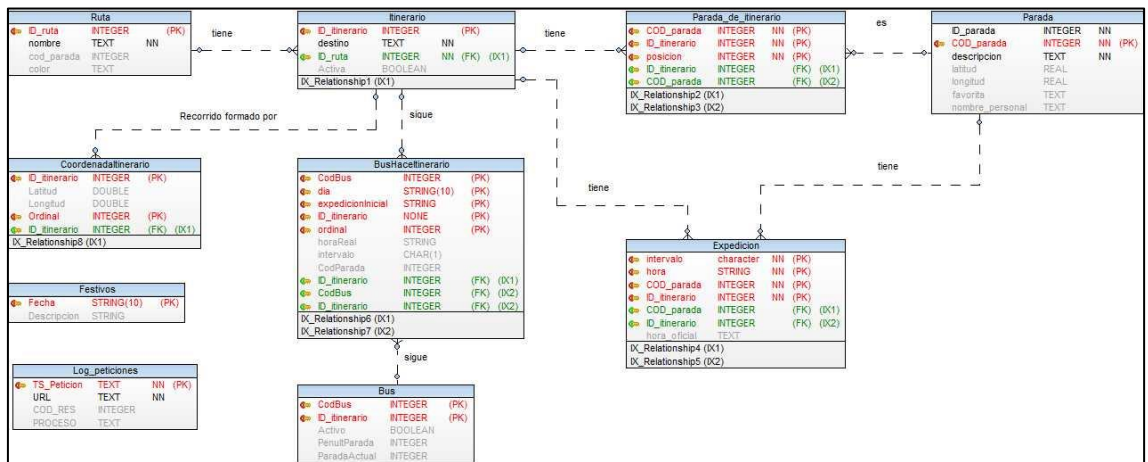 Ruta
ID_ruta INTEGER (PK)
nombre TEXT NN
cod_parada INTEGER
color TEXT
tiene
Itinerario
ID_itinerario INTEGER (PK)
destino TEXT NN
ID_ruta INTEGER NN (FK) (IX1)
Activa BOOLEAN
IX_Relationship1 (IX1)
tiene
Parada_de_itinerario
COD_parada INTEGER NN (PK)
ID_itinerario INTEGER NN (PK)
posicion INTEGER NN (PK)
ID_itinerario INTEGER (FK) (IX1)
COD_parada INTEGER (FK) (IX2)
IX_Relationship2 (IX1)
IX_Relationship3 (IX2)
es
Parada
ID_parada INTEGER NN
COD_parada INTEGER NN (PK)
descripcion TEXT NN
latitud REAL
longitud REAL
favorita TEXT
nombre_personal TEXT
Recorrido formado por
sigue
tiene
tiene
CoordenadaItinerario
ID_itinerario INTEGER (PK)
Latitud DOUBLE
Longitud DOUBLE
Ordinal INTEGER (PK)
ID_itinerario INTEGER (FK) (IX1)
IX_Relationship8 (IX1)
BusHaceItinerario
CodBus INTEGER (PK)
dia STRING(10) (PK)
expedicionInicial STRING (PK)
ID_itinerario NONE (PK)
ordinal INTEGER (PK)
horaReal STRING
intervalo CHAR(1)
CodParada INTEGER
ID_itinerario INTEGER (FK) (IX1)
CodBus INTEGER (FK) (IX2)
ID_itinerario INTEGER (FK) (IX2)
IX_Relationship6 (IX1)
IX_Relationship7 (IX2)
Expedicion
intervalo character NN (PK)
hora STRING NN (PK)
COD_parada INTEGER NN (PK)
ID_itinerario INTEGER NN (PK)
COD_parada INTEGER (FK) (IX1)
ID_itinerario INTEGER (FK) (IX2)
hora_oficial TEXT
IX_Relationship4 (IX1)
IX_Relationship5 (IX2)
Festivos
Fecha STRING(10) (PK)
Descripcion STRING
sigue
Log_peticiones
TS_Peticion TEXT NN (PK)
URL TEXT NN
COD_RES INTEGER
PROCESO TEXT
Bus
CodBus INTEGER (PK)
ID_itinerario INTEGER (PK)
Activo BOOLEAN
PenultParada INTEGER
ParadaActual INTEGER